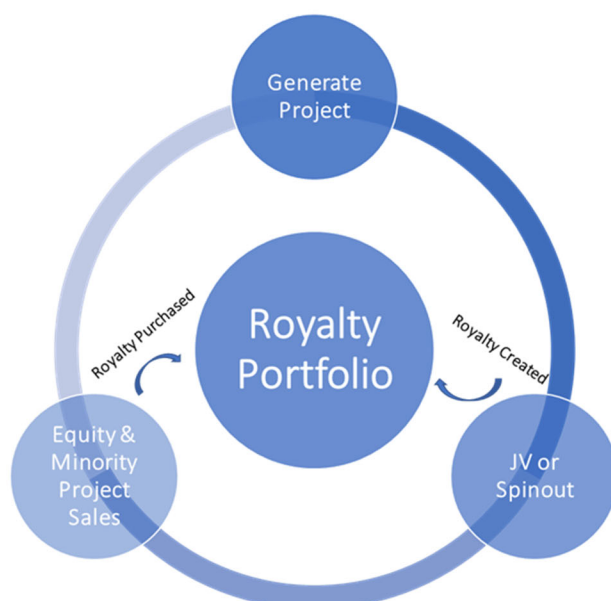 Generate
Project
Royalty Purchased
Royalty
Portfolio
Royalty Created
Equity &
Minority
Project
Sales
JV or
Spinout